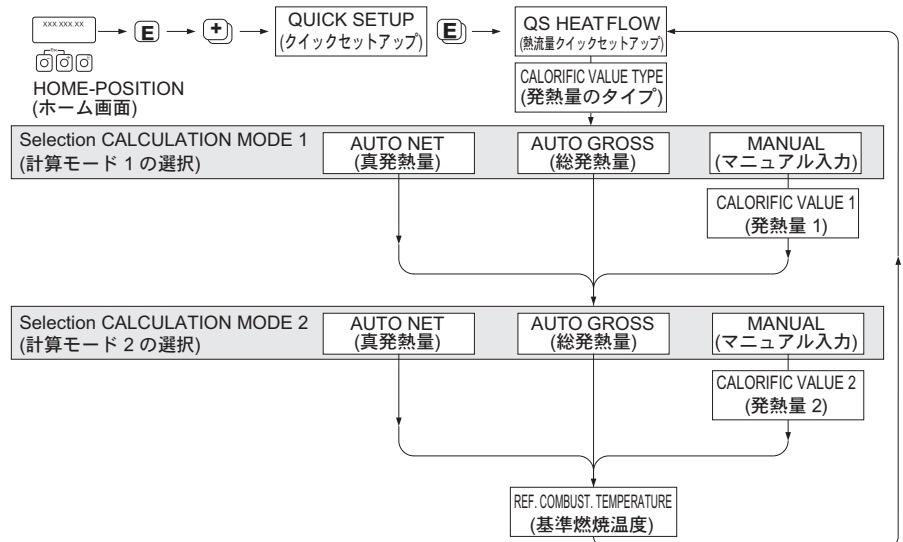 xxx.xxx.xx
Esc
E
+
QUICK SETUP
(クイックセットアップ)
E
QS HEAT FLOW
(熱流量クイックセットアップ)
HOME-POSITION
(ホーム画面)
CALORIFIC VALUE TYPE
(発熱量のタイプ)
Selection CALCULATION MODE 1
(計算モード 1 の選択)
AUTO NET
(真発熱量)
AUTO GROSS
(総発熱量)
MANUAL
(マニュアル入力)
CALORIFIC VALUE 1
(発熱量 1)
Selection CALCULATION MODE 2
(計算モード 2 の選択)
AUTO NET
(真発熱量)
AUTO GROSS
(総発熱量)
MANUAL
(マニュアル入力)
CALORIFIC VALUE 2
(発熱量 2)
REF. COMBUST. TEMPERATURE
(基準燃焼温度)